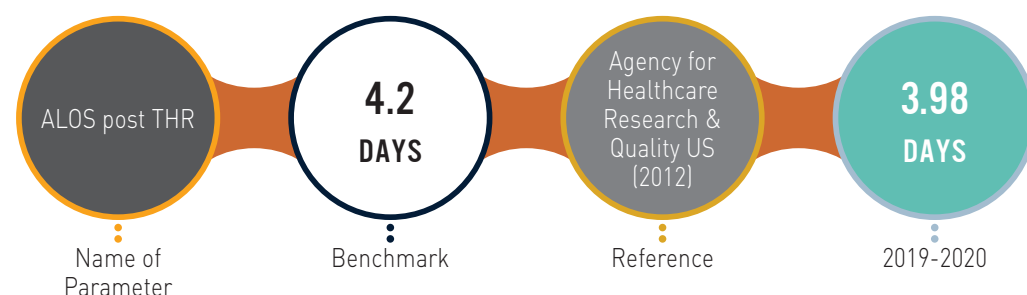 ALOS post THR
4.2
DAYS
Agency for
Healthcare
Research &
Quality US
(2012)
3.98
DAYS
Name of
Parameter
Benchmark
Reference
2019-2020